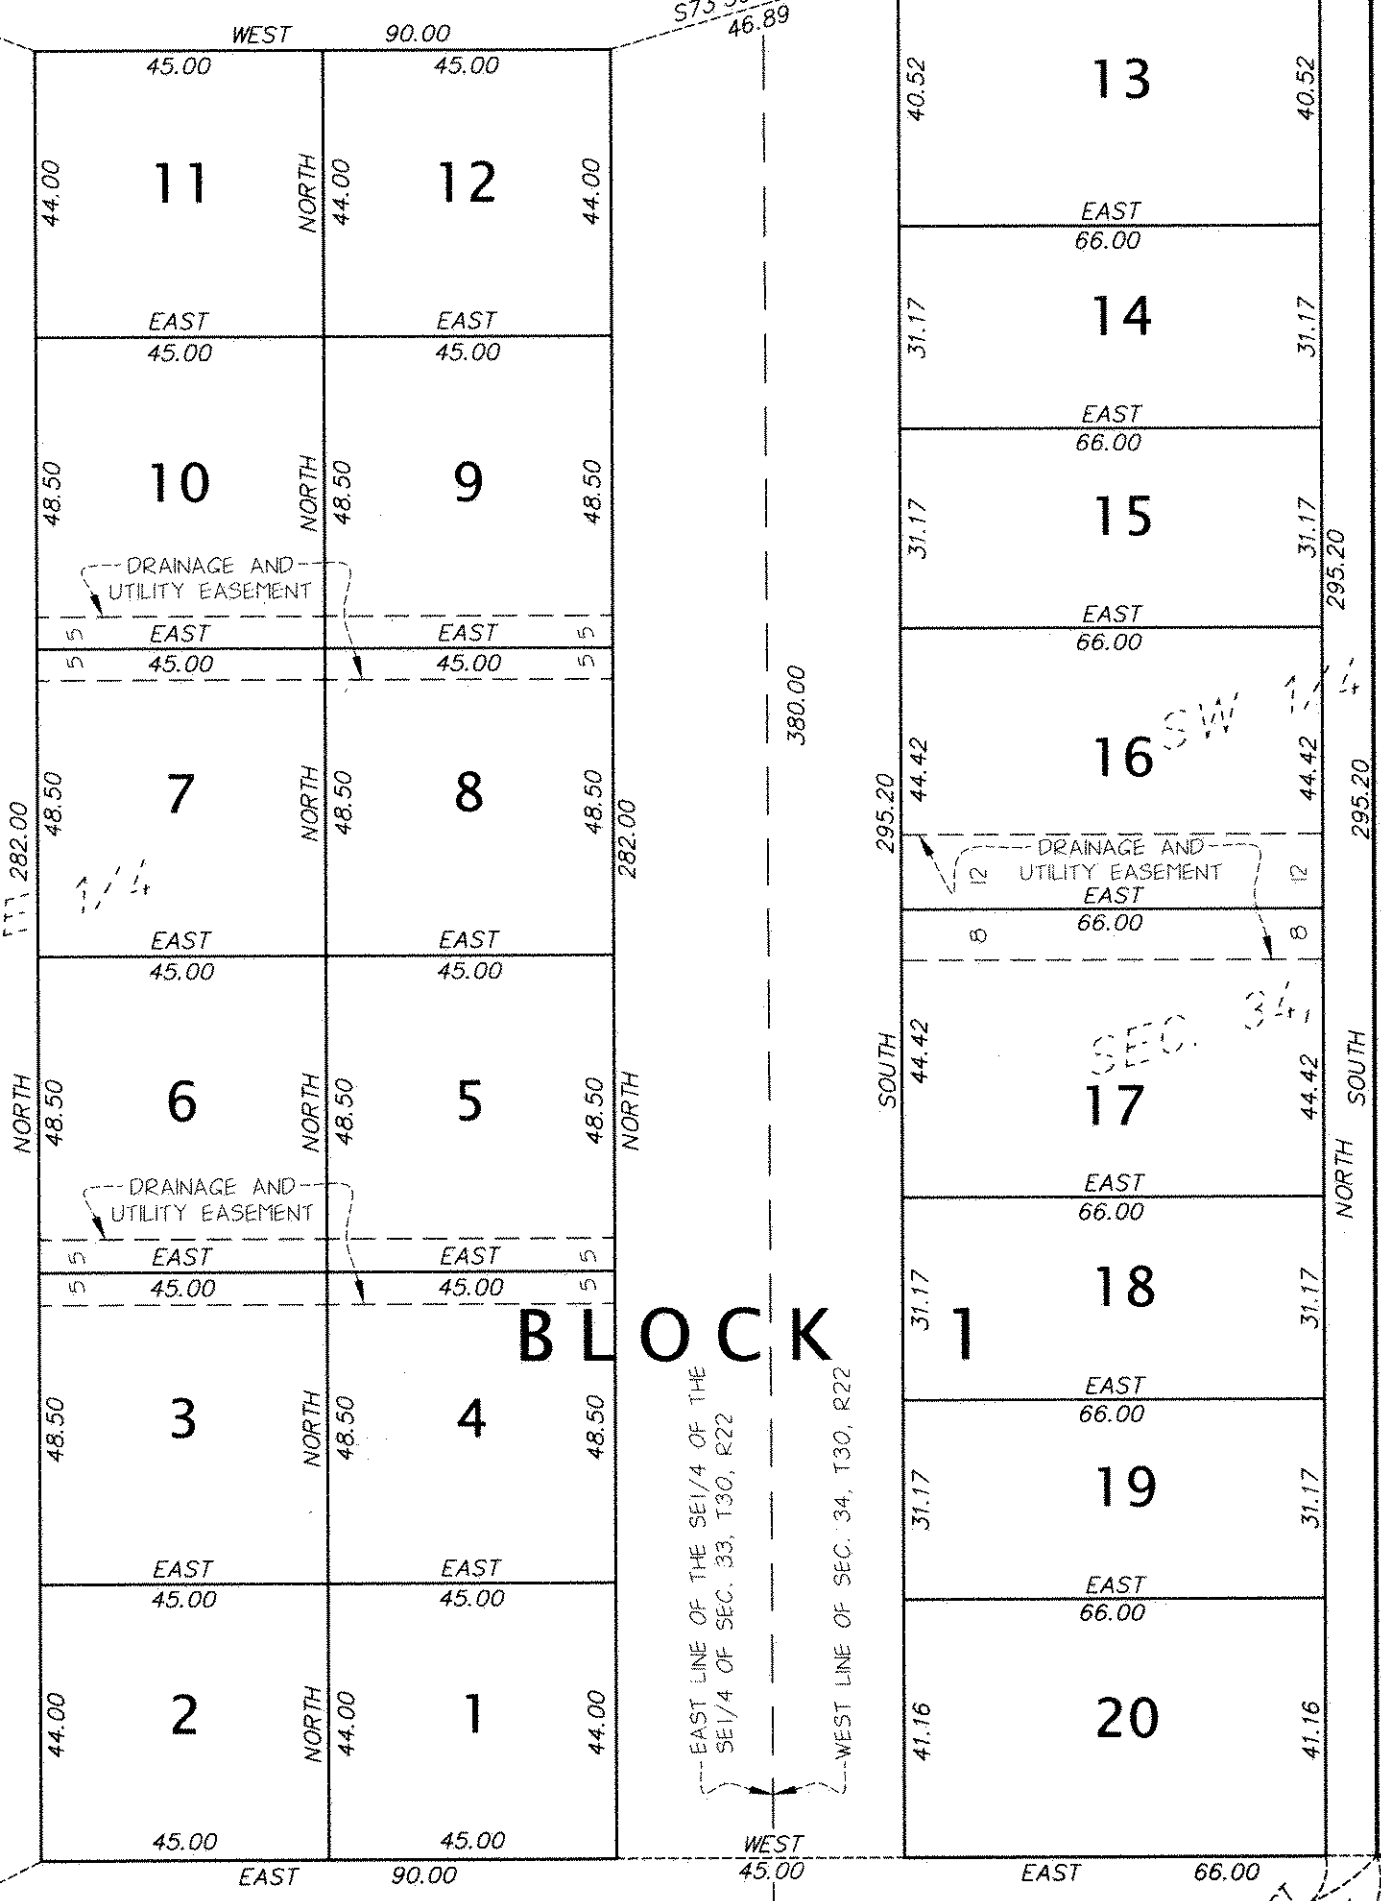 WEST 90.00
45.00 45.00
46.89
44.00 11 NORTH 44.00 12 44.00
EAST EAST
45.00 45.00
48.50 10 NORTH 48.50 9 48.50
DRAINAGE AND
UTILITY EASEMENT
5 EAST EAST 5
5 45.00 45.00 5
48.50 7 NORTH 48.50 8 48.50
282.00 282.00
1/4
EAST EAST
45.00 45.00
NORTH 48.50 6 NORTH 48.50 5 48.50 NORTH
DRAINAGE AND
UTILITY EASEMENT
5 EAST EAST 5
5 45.00 45.00 5
48.50 3 NORTH 48.50 4 48.50
EAST EAST
45.00 45.00
44.00 2 NORTH 44.00 1 44.00
45.00 45.00
EAST 90.00
380.00
BLOCK 1
EAST LINE OF THE SE1/4 OF THE
SE1/4 OF SEC. 33, T30, R22
WEST LINE OF SEC. 34, T30, R22
WEST
45.00
40.52 13 40.52
EAST
66.00
31.17 14 31.17
EAST
66.00
31.17 15 31.17
295.20
EAST
66.00
SW 1/4
44.42 16 44.42
295.20 295.20
DRAINAGE AND
12 UTILITY EASEMENT 12
EAST
66.00
8 8
SEC. 34,
SOUTH 44.42 17 44.42 NORTH SOUTH
EAST
66.00
31.17 18 31.17
EAST
66.00
31.17 19 31.17
EAST
66.00
41.16 20 41.16
EAST 66.00